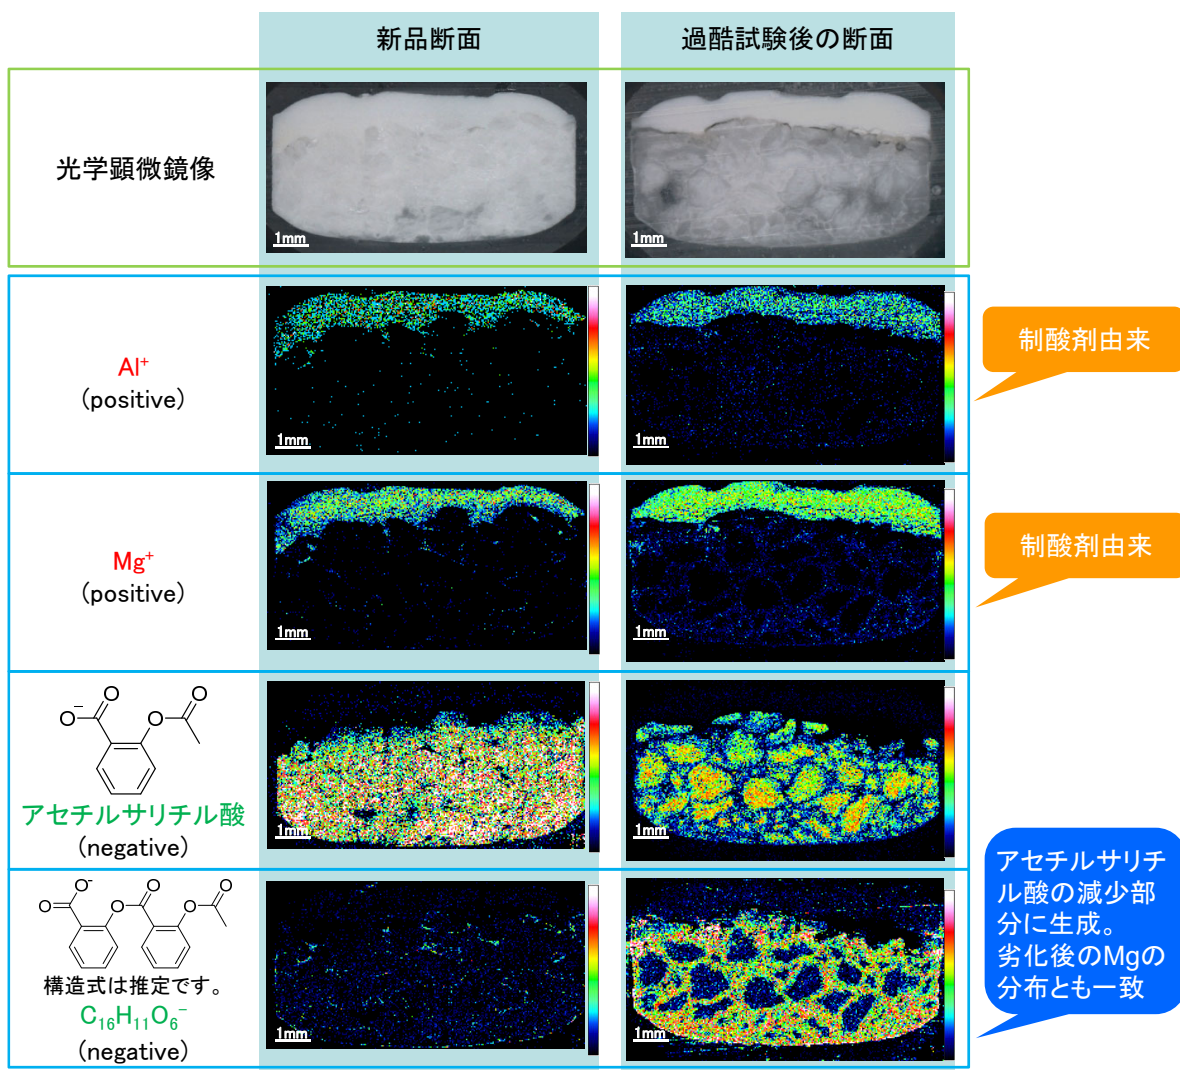 新品断面
過酷試験後の断面
光学顕微鏡像
1mm
1mm
Al⁺
(positive)
1mm
1mm
制酸剤由来
Mg⁺
(positive)
1mm
1mm
制酸剤由来
O
O⁻
O
O
アセチルサリチル酸
(negative)
1mm
1mm
O⁻
O
O
O
O
O
構造式は推定です。
C₁₆H₁₁O₆⁻
(negative)
1mm
1mm
アセチルサリチ
ル酸の減少部
分に生成。
劣化後のMgの
分布とも一致